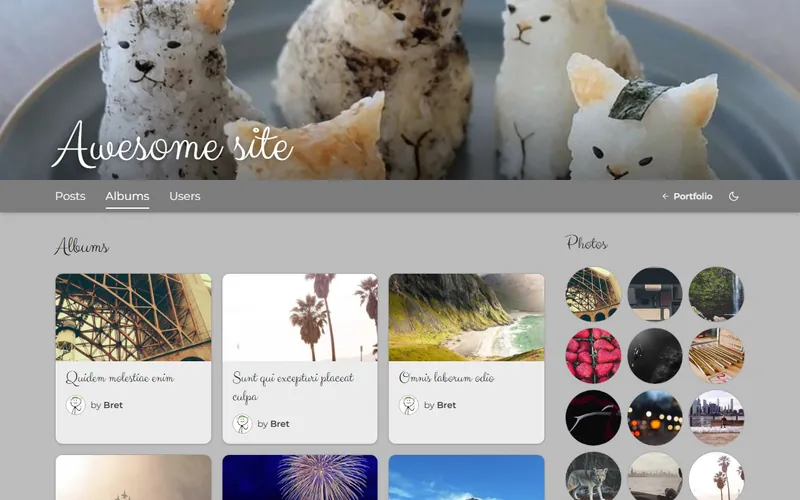 Awesome site
Posts
Albums
Users
← Portfolio
Albums
Photos
Quidem molestiae enim
by Bret
Sunt qui excepturi placeat
culpa
by Bret
Omnis laborum odio
by Bret